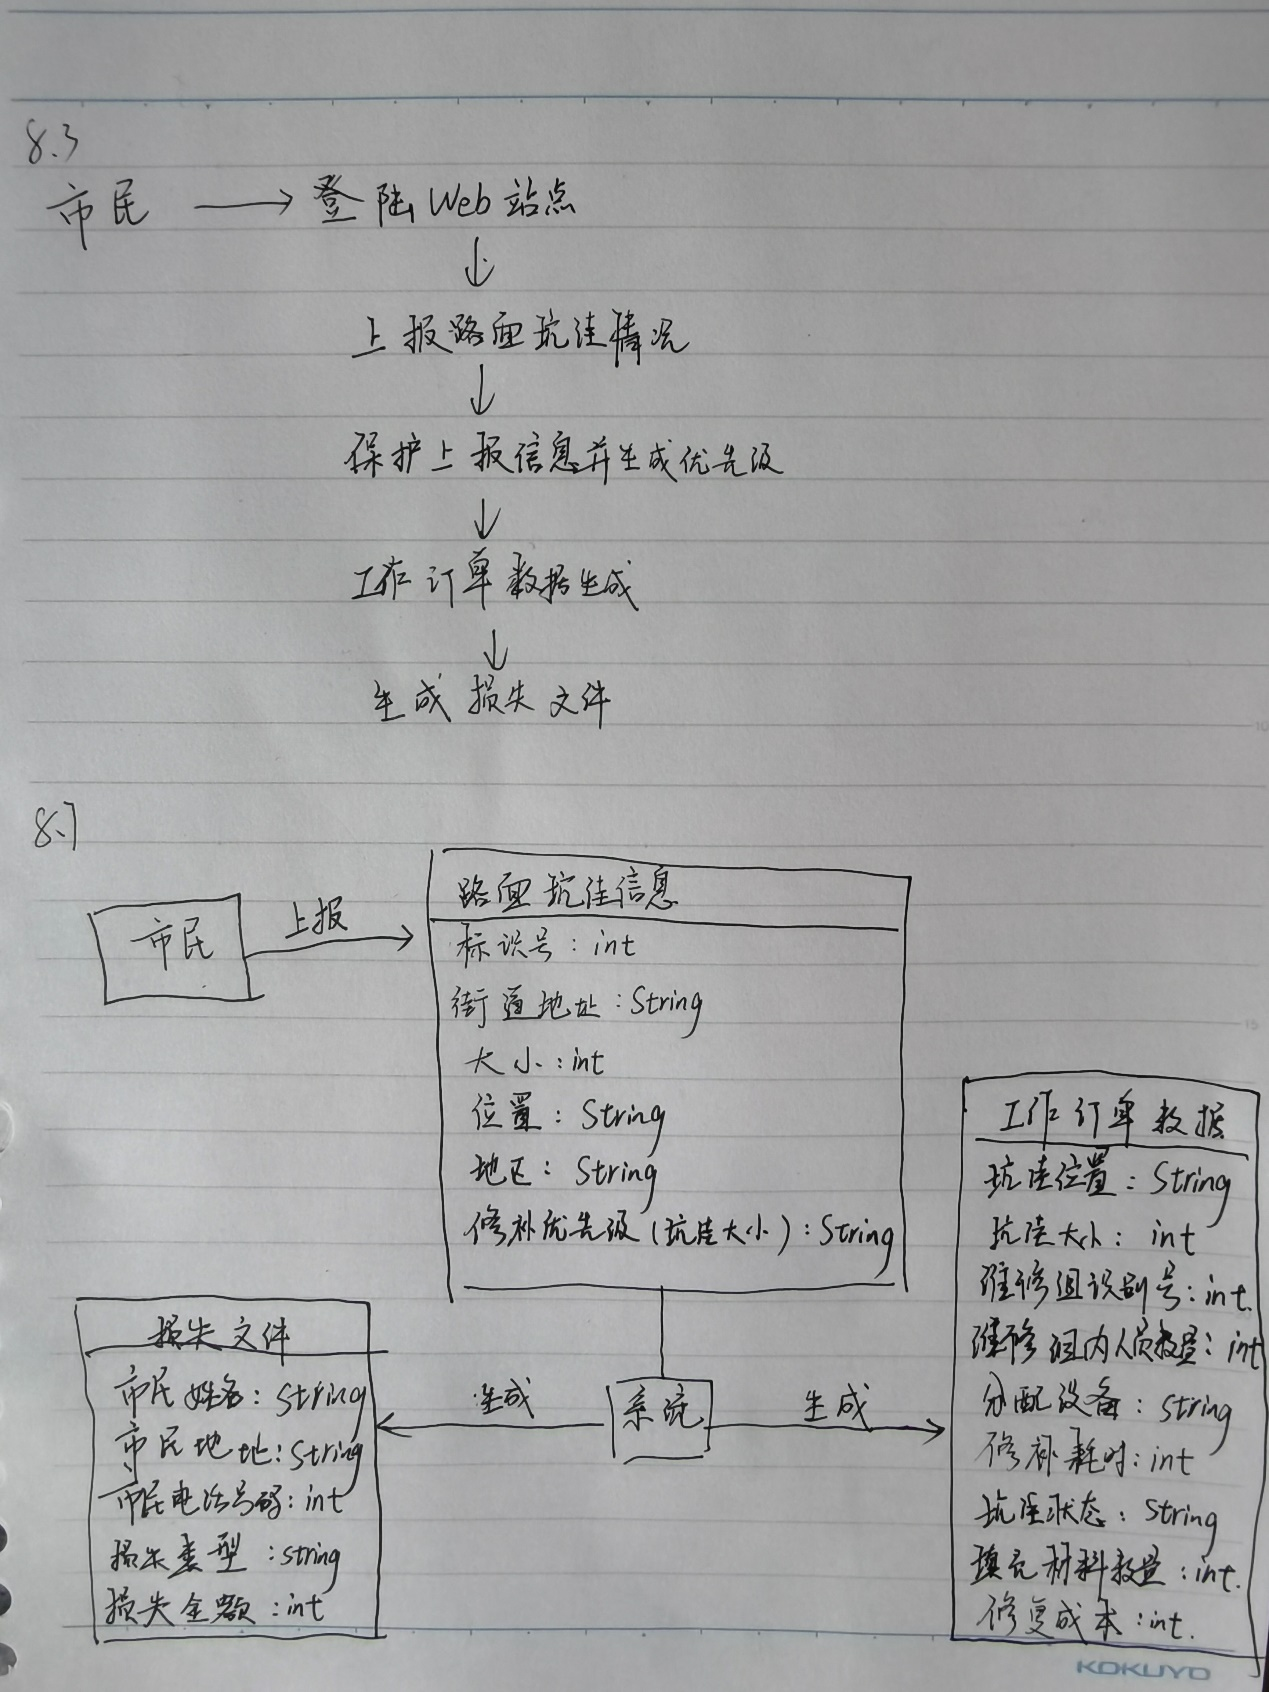 8.3
市民 登陆Web站点
上报路面坑洼情况
保护上报信息并生成优先级
工作订单数据生成
生成损失文件
8.7
市民
上报
路面坑洼信息
标识号：int
街道地址：String
大小：int
位置：String
地区：String
修补优先级（坑洼大小）：String
系统
生成
生成
损失文件
市民姓名：String
市民地址：String
市民电话号码：int
损失类型：string
损失金额：int
工作订单数据
坑洼位置：String
坑洼大小：int
维修组识别号：int.
维修组内人员数量：int
分配设备：String
修补耗时：int
坑洼状态：String
填充材料数量：int.
修复成本：int.
10
15
KOKUYO